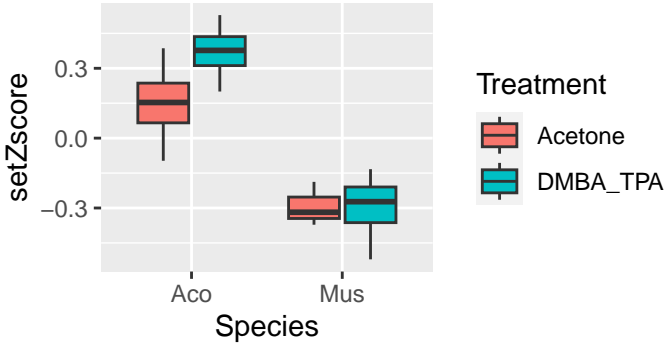 setZscore
0.3
0.0
−0.3
Aco
Mus
Species
Treatment
Acetone
DMBA_TPA